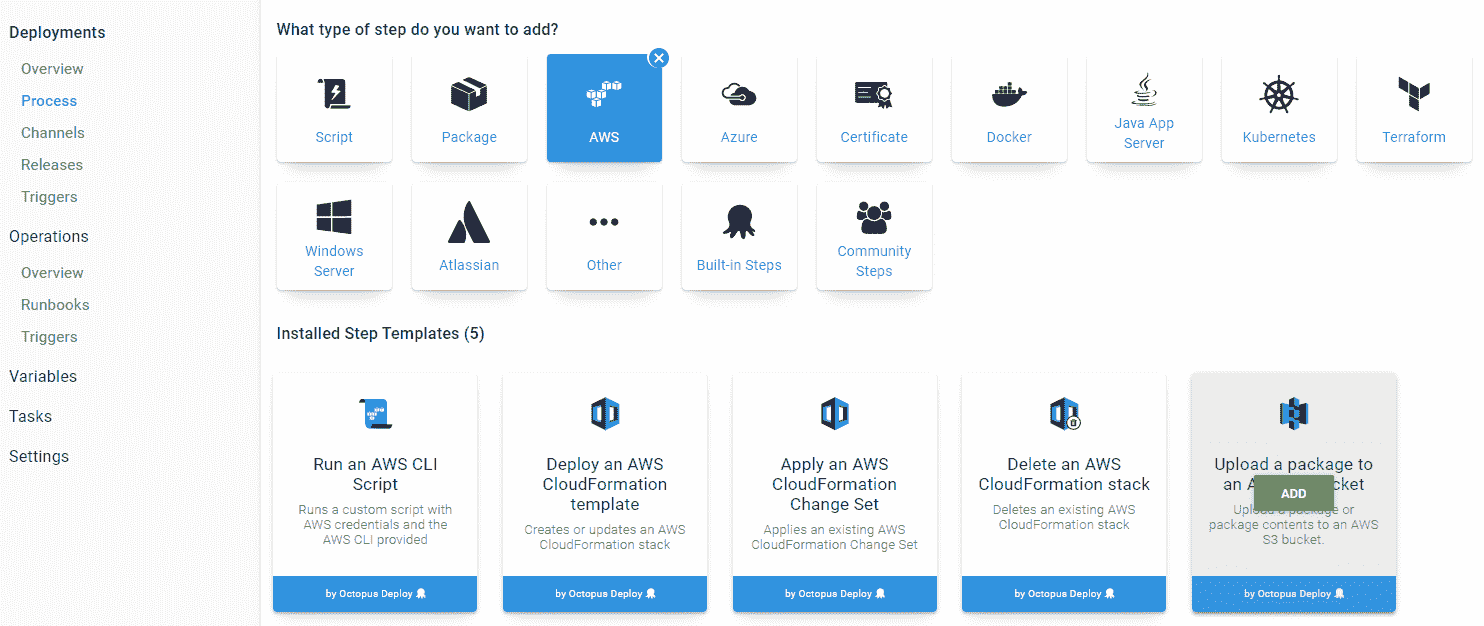 Deployments
Overview
Process
Channels
Releases
Triggers
Operations
Overview
Runbooks
Triggers
Variables
Tasks
Settings
What type of step do you want to add?
Script
Package
AWS
Azure
Certificate
Docker
Java App
Server
Kubernetes
Terraform
Windows
Server
Atlassian
Other
Built-in Steps
Community
Steps
Installed Step Templates (5)
Run an AWS CLI
Script
Runs a custom script with
AWS credentials and the
AWS CLI provided
by Octopus Deploy
Deploy an AWS
CloudFormation
template
Creates or updates an AWS
CloudFormation stack
by Octopus Deploy
Apply an AWS
CloudFormation
Change Set
Applies an existing AWS
CloudFormation Change Set
by Octopus Deploy
Delete an AWS
CloudFormation stack
Deletes an existing AWS
CloudFormation stack
by Octopus Deploy
Upload a package to
an
ADD
Upload a package or
package contents to an AWS
S3 bucket.
by Octopus Deploy